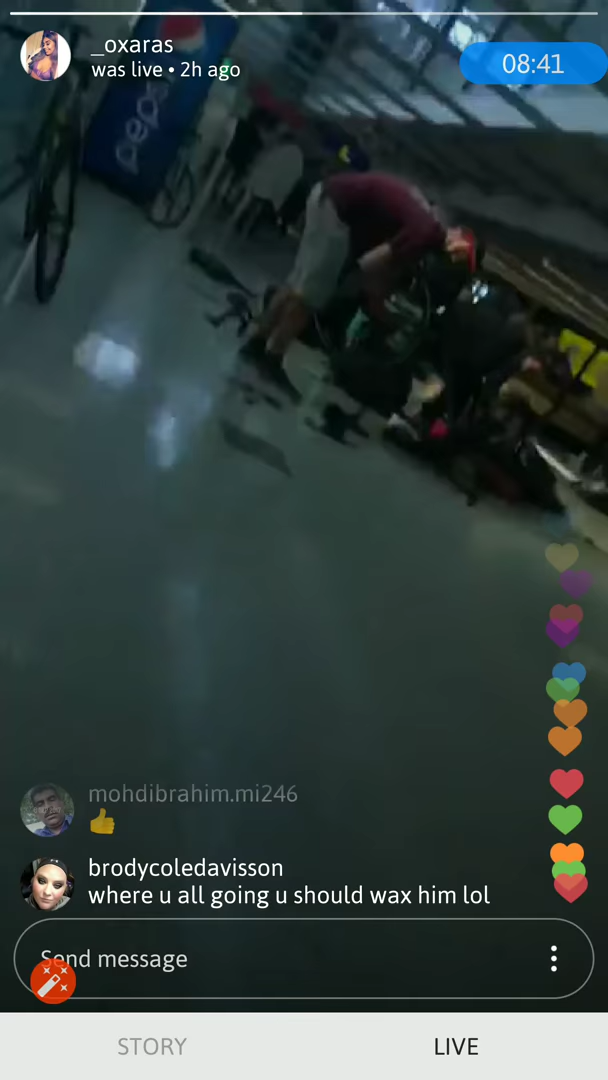 _oxaras
was live • 2h ago
08:41
pepsi
mohdibrahim.mi246
brodycoledavisson
where u all going u should wax him lol
Send message
STORY
LIVE